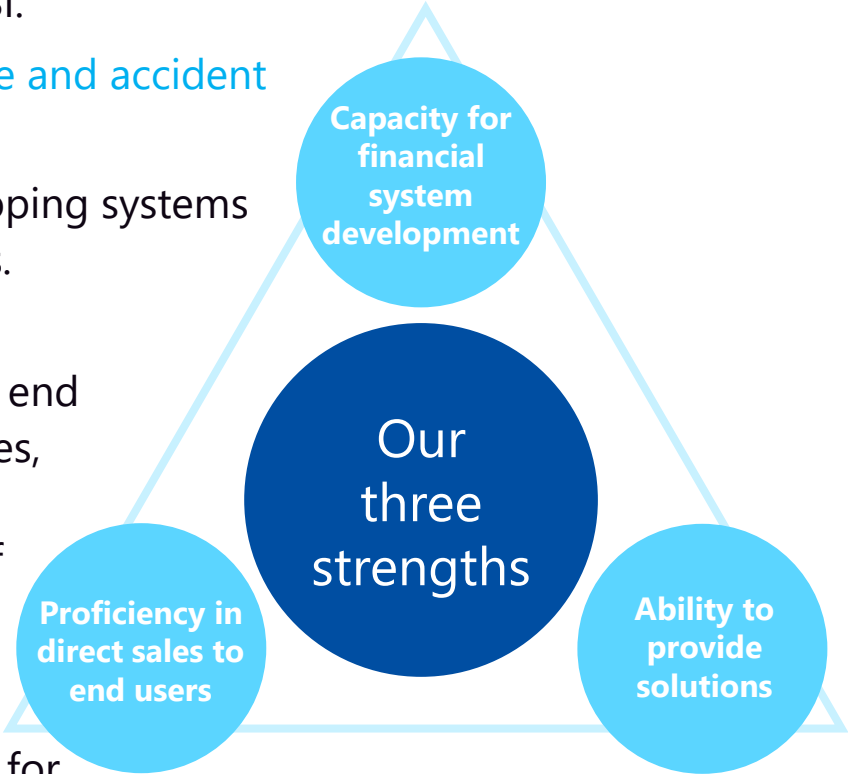 e and accident
ping systems
end
es,
for
Capacity for
financial
system
development
Our
three
strengths
Proficiency in
direct sales to
end users
Ability to
provide
solutions